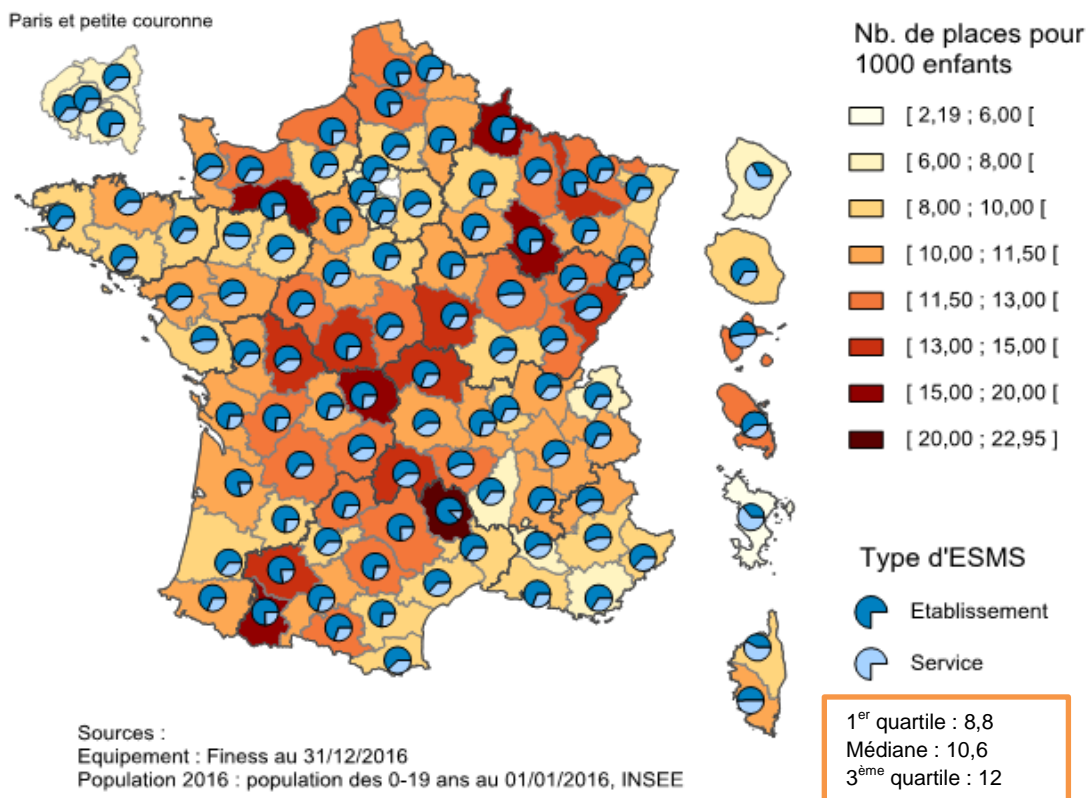 Paris et petite couronne
Nb. de places pour
1000 enfants
[ 2,19 ; 6,00 [
[ 6,00 ; 8,00 [
[ 8,00 ; 10,00 [
[ 10,00 ; 11,50 [
[ 11,50 ; 13,00 [
[ 13,00 ; 15,00 [
[ 15,00 ; 20,00 [
[ 20,00 ; 22,95 ]
Type d'ESMS
Etablissement
Service
1er quartile : 8,8
Médiane : 10,6
3ème quartile : 12
Sources :
Equipement : Finess au 31/12/2016
Population 2016 : population des 0-19 ans au 01/01/2016, INSEE